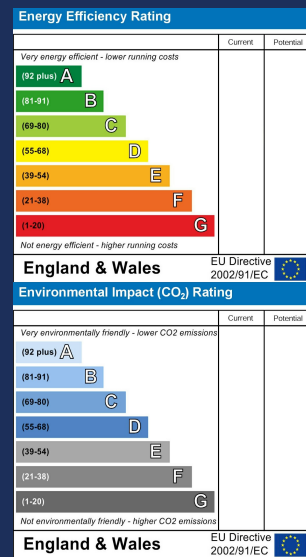 Energy Efficiency Rating
Current Potential
Very energy efficient - lower running costs
(92 plus) A
(81-91) B
(69-80) C
(55-68) D
(39-54) E
(21-38) F
(1-20) G
Not energy efficient - higher running costs
England & Wales
EU Directive
2002/91/EC
Environmental Impact (CO₂) Rating
Current Potential
Very environmentally friendly - lower CO2 emissions
(92 plus) A
(81-91) B
(69-80) C
(55-68) D
(39-54) E
(21-38) F
(1-20) G
Not environmentally friendly - higher CO2 emissions
England & Wales
EU Directive
2002/91/EC